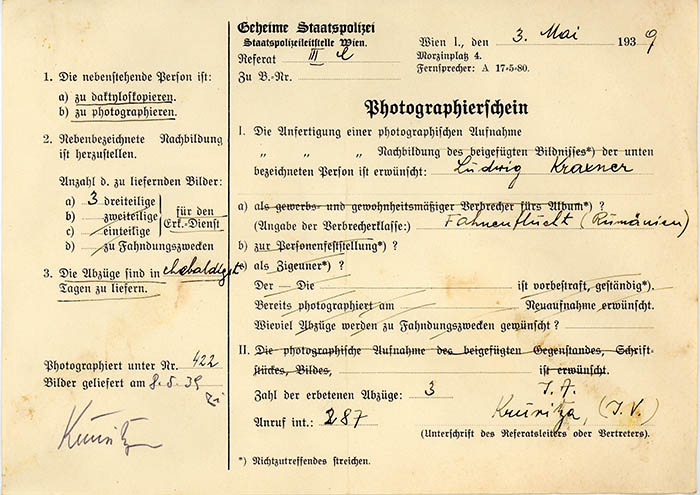 Geheime Staatspolizei
Staatspolizeileitstelle Wien.
Referat III
Zu B.-Nr.
Wien I., den 3. Mai 1939
Morzinplatz 4.
Fernsprecher: A 17-5-80.
1. Die nebenstehende Person ist:
a) zu daktyloskopieren.
b) zu photographieren.
2. Nebenbezeichnete Nachbildung
ist herzustellen.
Anzahl d. zu liefernden Bilder:
a) 3 dreiteilige
b) zweiteilige
c) einteilige
für den
Erk.-Dienst
d) zu Fahndungszwecken
3. Die Abzüge sind in ehebaldigst
Tagen zu liefern.
Photographiert unter Nr. 422
Bilder geliefert am 8-5-39
Photographierschein
I. Die Anfertigung einer photographischen Aufnahme
„ „ „ Nachbildung des beigefügten Bildnisses*) der unten
bezeichneten Person ist erwünscht: Ludwig Kraxner
a) als gewerbs- und gewohnheitsmäßiger Verbrecher fürs Album*) ?
(Angabe der Verbrecherklasse:) Fahnenflucht (Rumänien)
b) zur Personenfeststellung*) ?
c) als Zigeuner*) ?
Der — Die ist vorbestraft, geständig*).
Bereits photographiert am Neuaufnahme erwünscht.
Wieviel Abzüge werden zu Fahndungszwecken gewünscht ?
II. Die photographische Aufnahme des beigefügten Gegenstandes, Schrift-
stückes, Bildes, ist erwünscht.
Zahl der erbetenen Abzüge: 3 I. A.
Anruf int.: 287 (I. V.)
(Unterschrift des Referatsleiters oder Vertreters).
*) Nichtzutreffendes streichen.